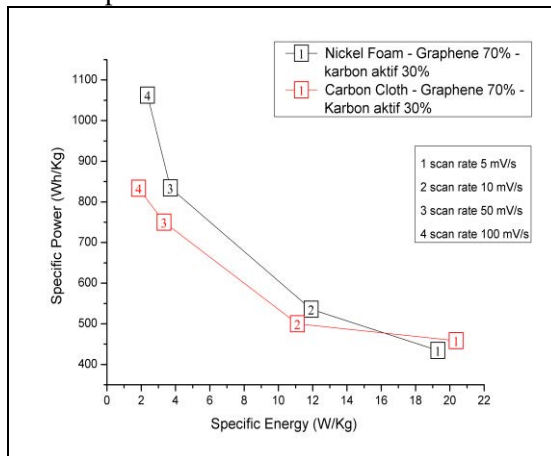 Nickel Foam - Graphene 70% -
karbon aktif 30%
Carbon Cloth - Graphene 70% -
Karbon aktif 30%
1 scan rate 5 mV/s
2 scan rate 10 mV/s
3 scan rate 50 mV/s
4 scan rate 100 mV/s
Specific Power (Wh/Kg)
1100
1000
900
800
700
600
500
400
4
3
2
1
4
3
2
1
0 2 4 6 8 10 12 14 16 18 20 22
Specific Energy (W/Kg)